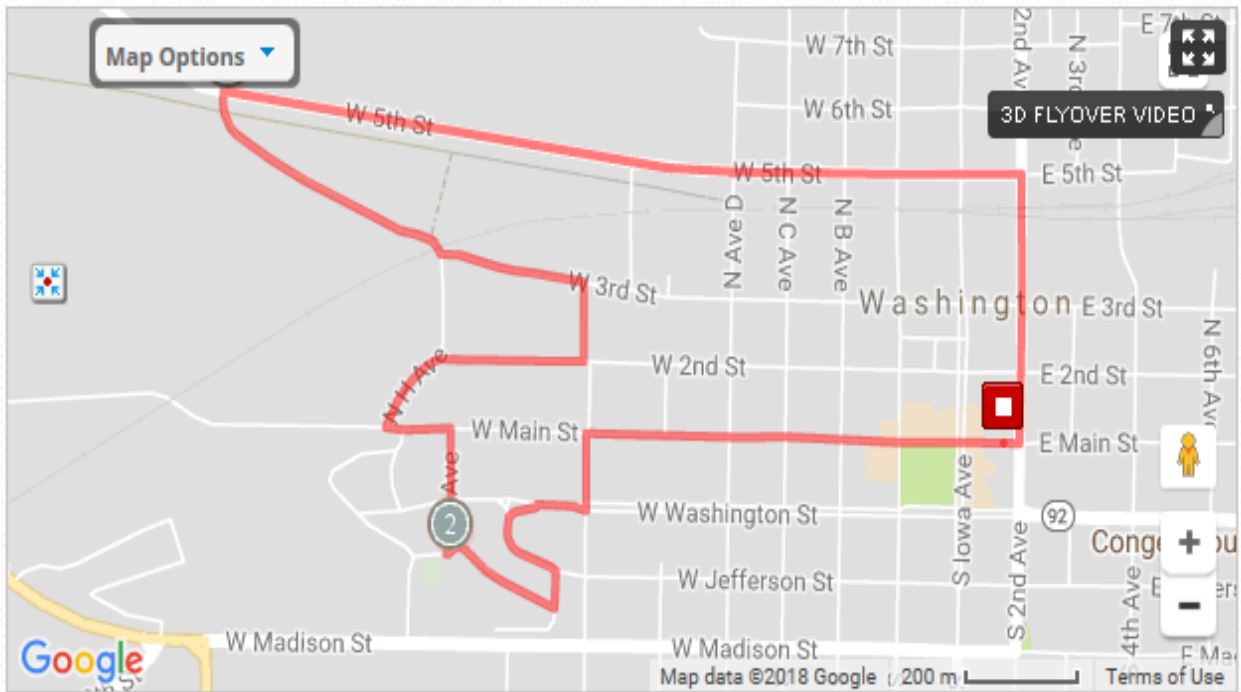 Map Options
W 7th St
2nd Av
N 3rd
e
E 7th St
W 5th St
W 6th St
3D FLYOVER VIDEO
W 5th St
E 5th St
N Ave D
N C Ave
N B Ave
W 3rd St
Washington
E 3rd St
N 6th Ave
W 2nd St
E 2nd St
N H Ave
W Main St
E Main St
Ave
S Iowa Ave
2
W Washington St
92
W Jefferson St
S 2nd Ave
4th Ave
W Madison St
W Madison St
Google
Map data ©2018 Google
200 m
Terms of Use